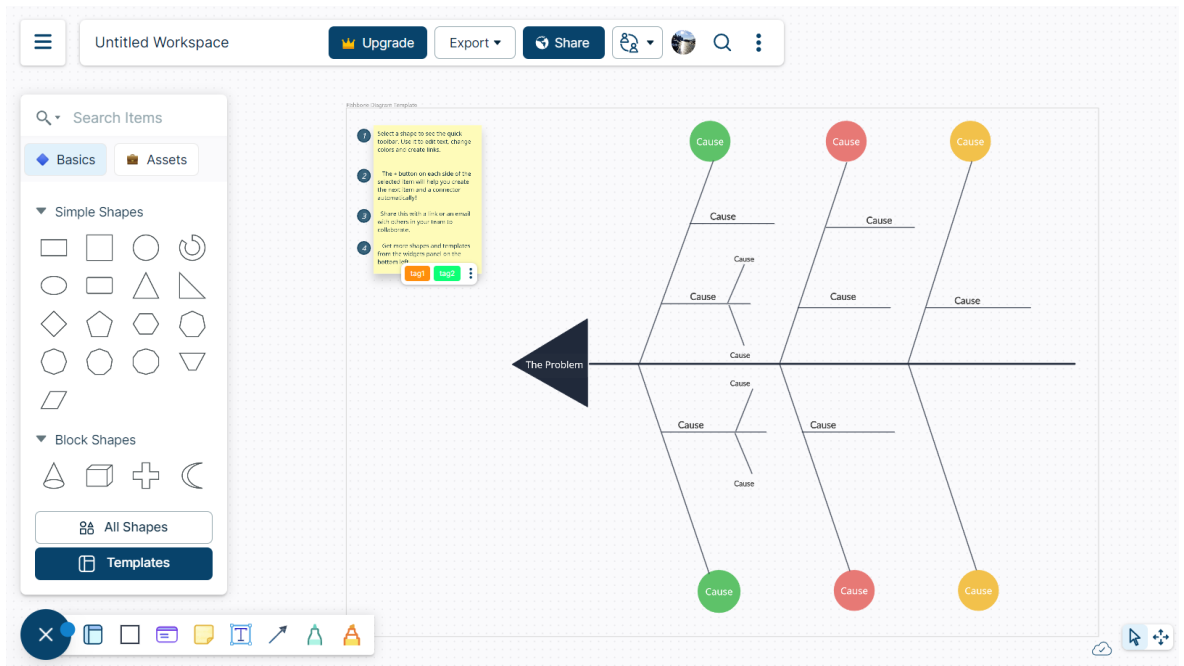 Untitled Workspace
Upgrade
Export
Share
Search Items
Basics
Assets
Simple Shapes
Block Shapes
All Shapes
Templates
Fishbone Diagram Template
1
Select a shape to see the quick
toolbar. Use it to edit text, change
colors and create links.
2
The + button on each side of the
selected item will help you create
the next item and a connector
automatically!
3
Share this with a link or an email
with others in your team to
collaborate.
4
Get more shapes and templates
from the widgets panel on the
bottom left
tag1
tag2
Cause
Cause
Cause
Cause
Cause
Cause
Cause
Cause
Cause
Cause
The Problem
Cause
Cause
Cause
Cause
Cause
Cause
Cause
T